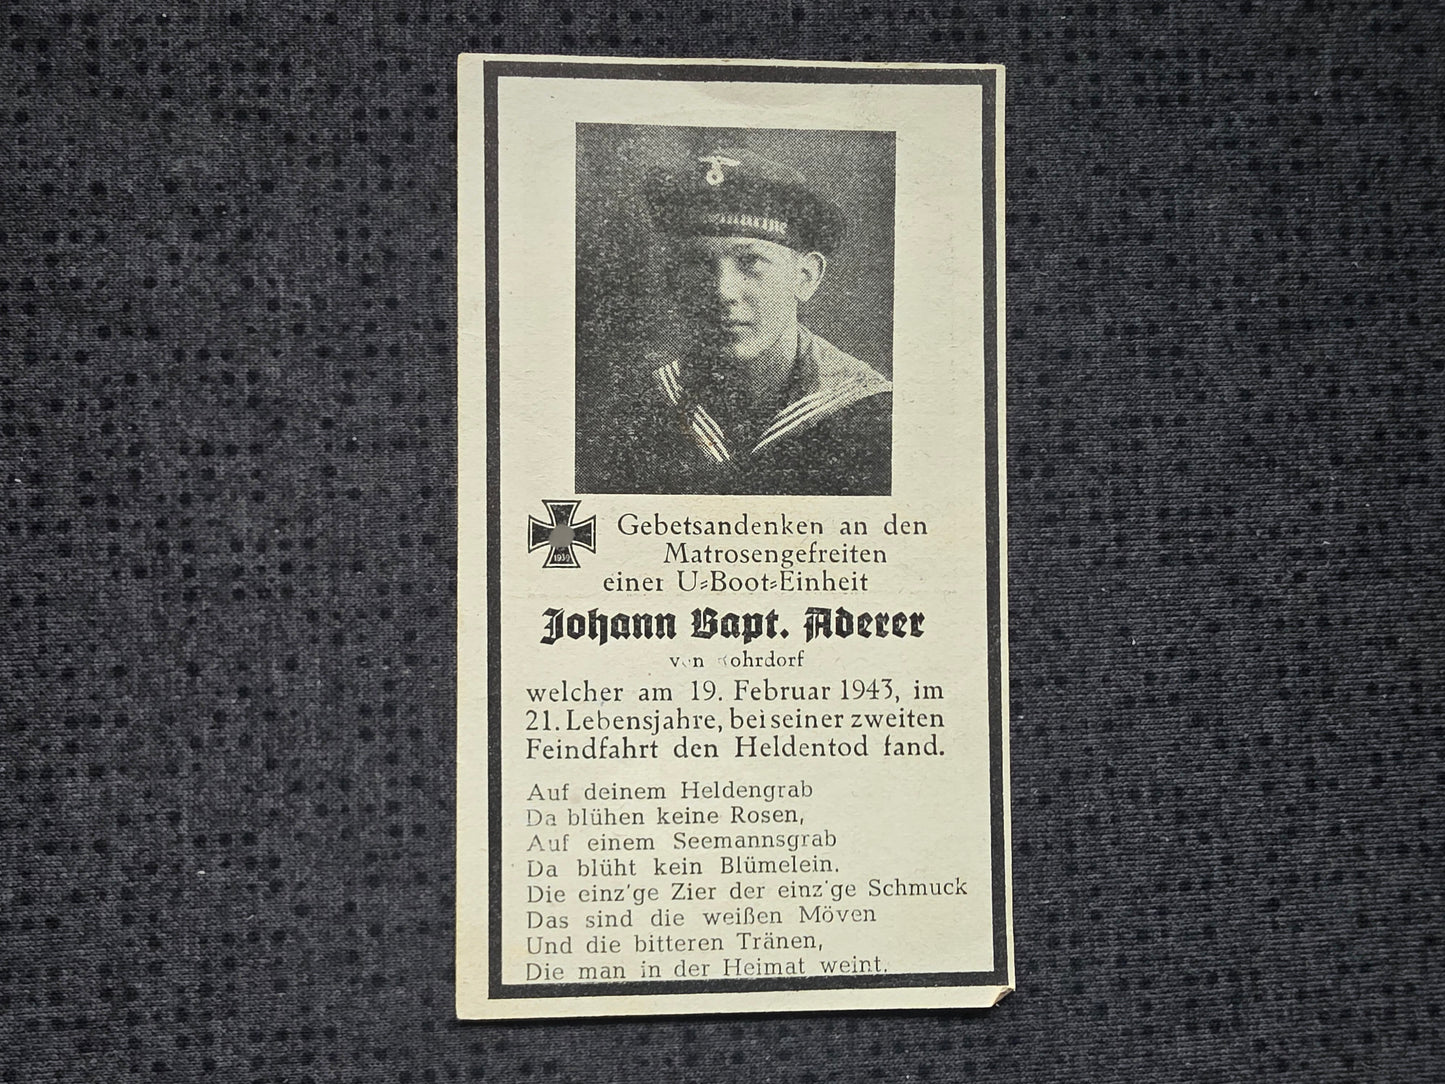 1939
Gebetsandenken an den
Matrosengefreiten
einer U-Boot-Einheit
Johann Bapt. Aderer
von
welcher am 19. Februar 1943, im
21. Lebensjahre, bei seiner zweiten
Feindfahrt den Heldentod fand.
Auf deinem Heldengrab
Da blühen keine Rosen,
Auf einem Seemannsgrab
Da blüht kein Blümelein.
Die einz'ge Zier der einz'ge Schmuck
Das sind die weißen Möven
Und die bitteren Tränen,
Die man in der Heimat weint.